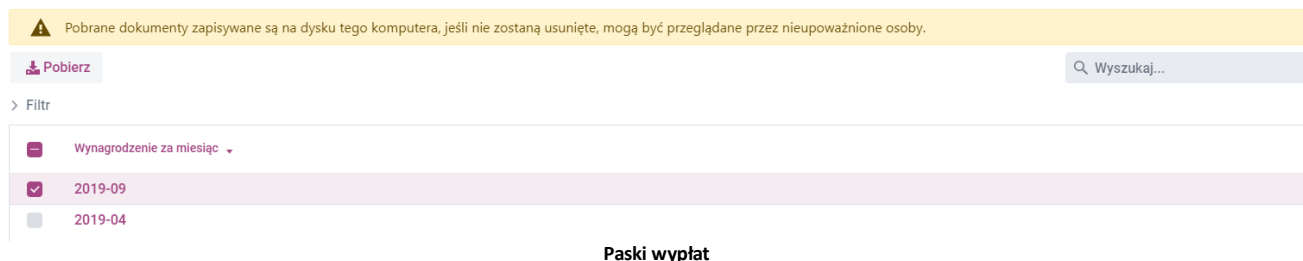 Pobrane dokumenty zapisywane są na dysku tego komputera, jeśli nie zostaną usunięte, mogą być przeglądane przez nieupoważnione osoby.
Pobierz
Wyszukaj...
Filtr
Wynagrodzenie za miesiąc
2019-09
2019-04
Paski wypłat